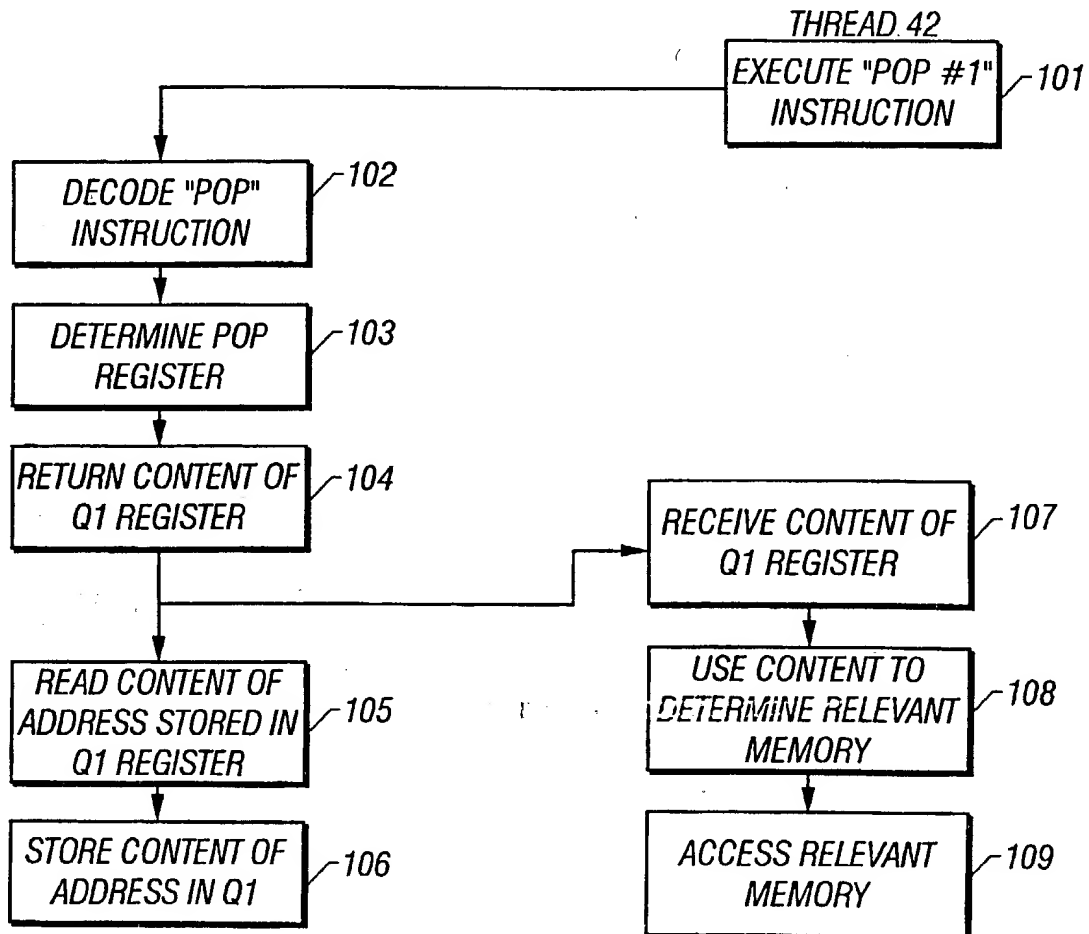 THREAD 42
EXECUTE "POP #1"
INSTRUCTION
101
DECODE "POP"
INSTRUCTION
102
DETERMINE POP
REGISTER
103
RETURN CONTENT OF
Q1 REGISTER
104
READ CONTENT OF
ADDRESS STORED IN
Q1 REGISTER
105
STORE CONTENT OF
ADDRESS IN Q1
106
RECEIVE CONTENT OF
Q1 REGISTER
107
USE CONTENT TO
DETERMINE RELEVANT
MEMORY
108
ACCESS RELEVANT
MEMORY
109